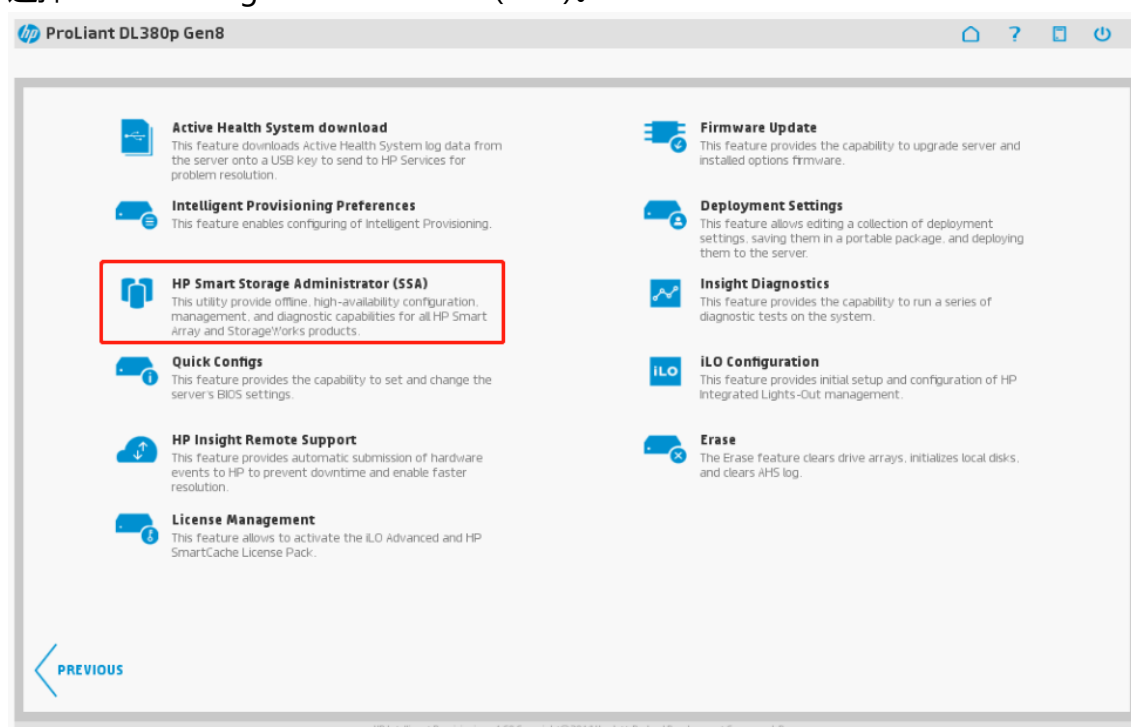 hp ProLiant DL380p Gen8
Active Health System download
This feature downloads Active Health System log data from
the server onto a USB key to send to HP Services for
problem resolution.
Intelligent Provisioning Preferences
This feature enables configuring of Intelligent Provisioning.
HP Smart Storage Administrator (SSA)
This utility provide offline, high-availability configuration,
management, and diagnostic capabilities for all HP Smart
Array and StorageWorks products.
Quick Configs
This feature provides the capability to set and change the
server's BIOS settings.
HP Insight Remote Support
This feature provides automatic submission of hardware
events to HP to prevent downtime and enable faster
resolution.
License Management
This feature allows to activate the iLO Advanced and HP
SmartCache License Pack.
Firmware Update
This feature provides the capability to upgrade server and
installed options firmware.
Deployment Settings
This feature allows editing a collection of deployment
settings, saving them in a portable package, and deploying
them to the server.
Insight Diagnostics
This feature provides the capability to run a series of
diagnostic tests on the system.
iLO
iLO Configuration
This feature provides initial setup and configuration of HP
Integrated Lights-Out management.
Erase
The Erase feature clears drive arrays, initializes local disks,
and clears AHS log.
PREVIOUS